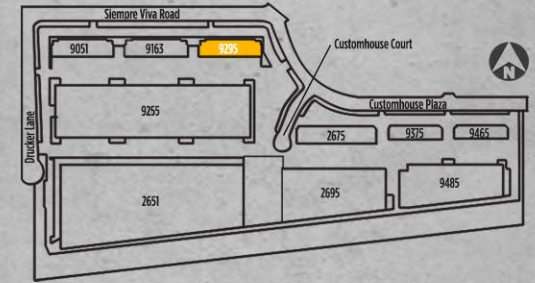 Siempre Viva Road
9051
9163
9295
Customhouse Court
N
Customhouse Plaza
9255
Drucker Lane
2675
9375
9465
2651
2695
9485